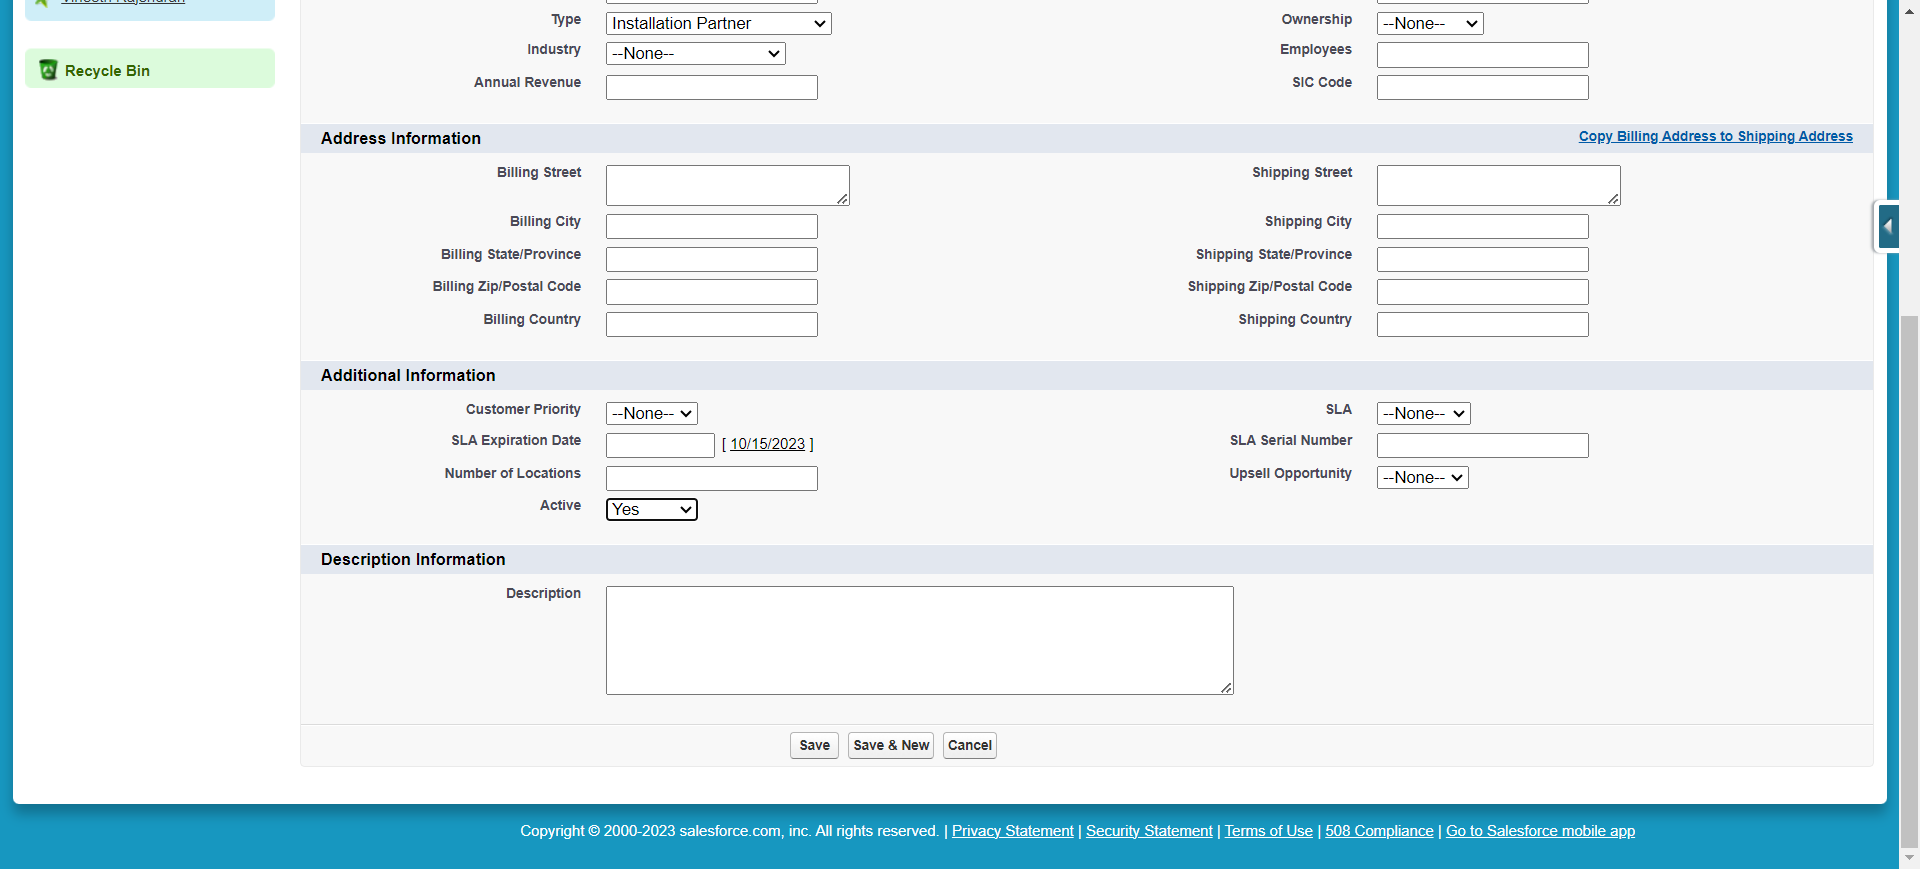 Recycle Bin
Type Installation Partner Ownership --None--
Industry --None-- Employees
Annual Revenue SIC Code
Address Information Copy Billing Address to Shipping Address
Billing Street Shipping Street
Billing City Shipping City
Billing State/Province Shipping State/Province
Billing Zip/Postal Code Shipping Zip/Postal Code
Billing Country Shipping Country
Additional Information
Customer Priority --None-- SLA --None--
SLA Expiration Date [ 10/15/2023 ] SLA Serial Number
Number of Locations Upsell Opportunity --None--
Active Yes
Description Information
Description
Save Save & New Cancel
Copyright © 2000-2023 salesforce.com, inc. All rights reserved. | Privacy Statement | Security Statement | Terms of Use | 508 Compliance | Go to Salesforce mobile app